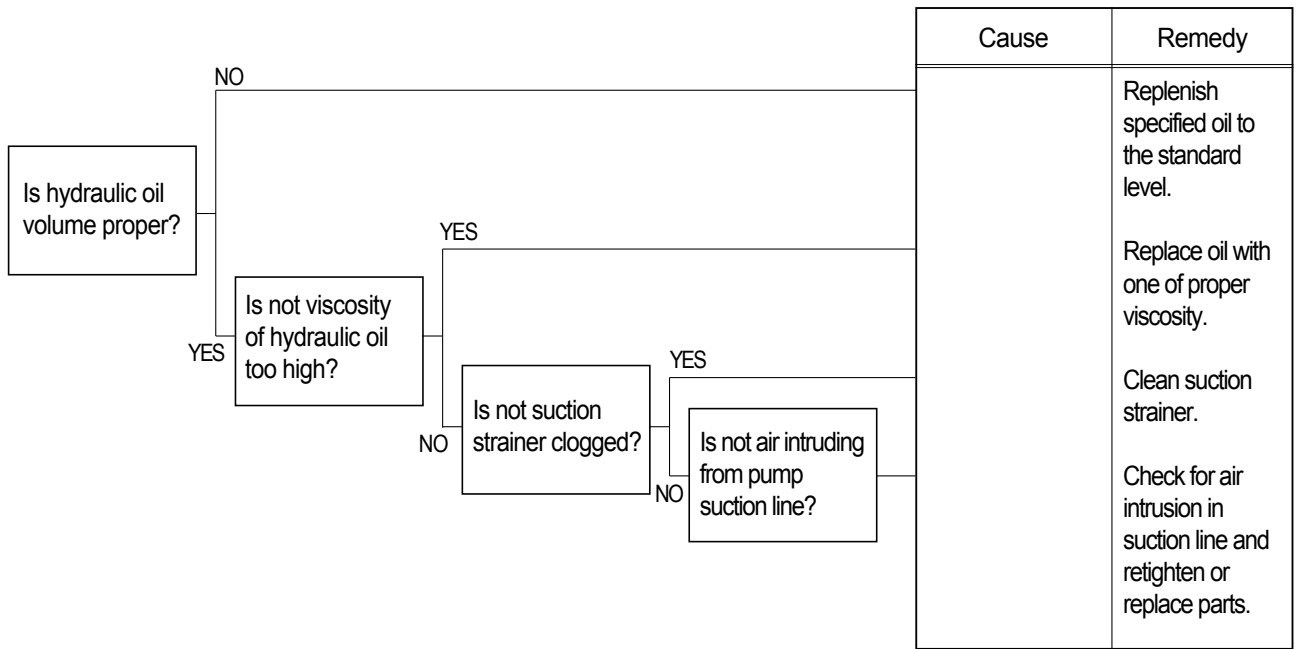 Cause
Remedy
NO
Replenish
specified oil to
the standard
level.
Is hydraulic oil
volume proper?
YES
Replace oil with
one of proper
viscosity.
YES
Is not viscosity
of hydraulic oil
too high?
YES
Clean suction
strainer.
NO
Is not suction
strainer clogged?
NO
Is not air intruding
from pump
suction line?
Check for air
intrusion in
suction line and
retighten or
replace parts.